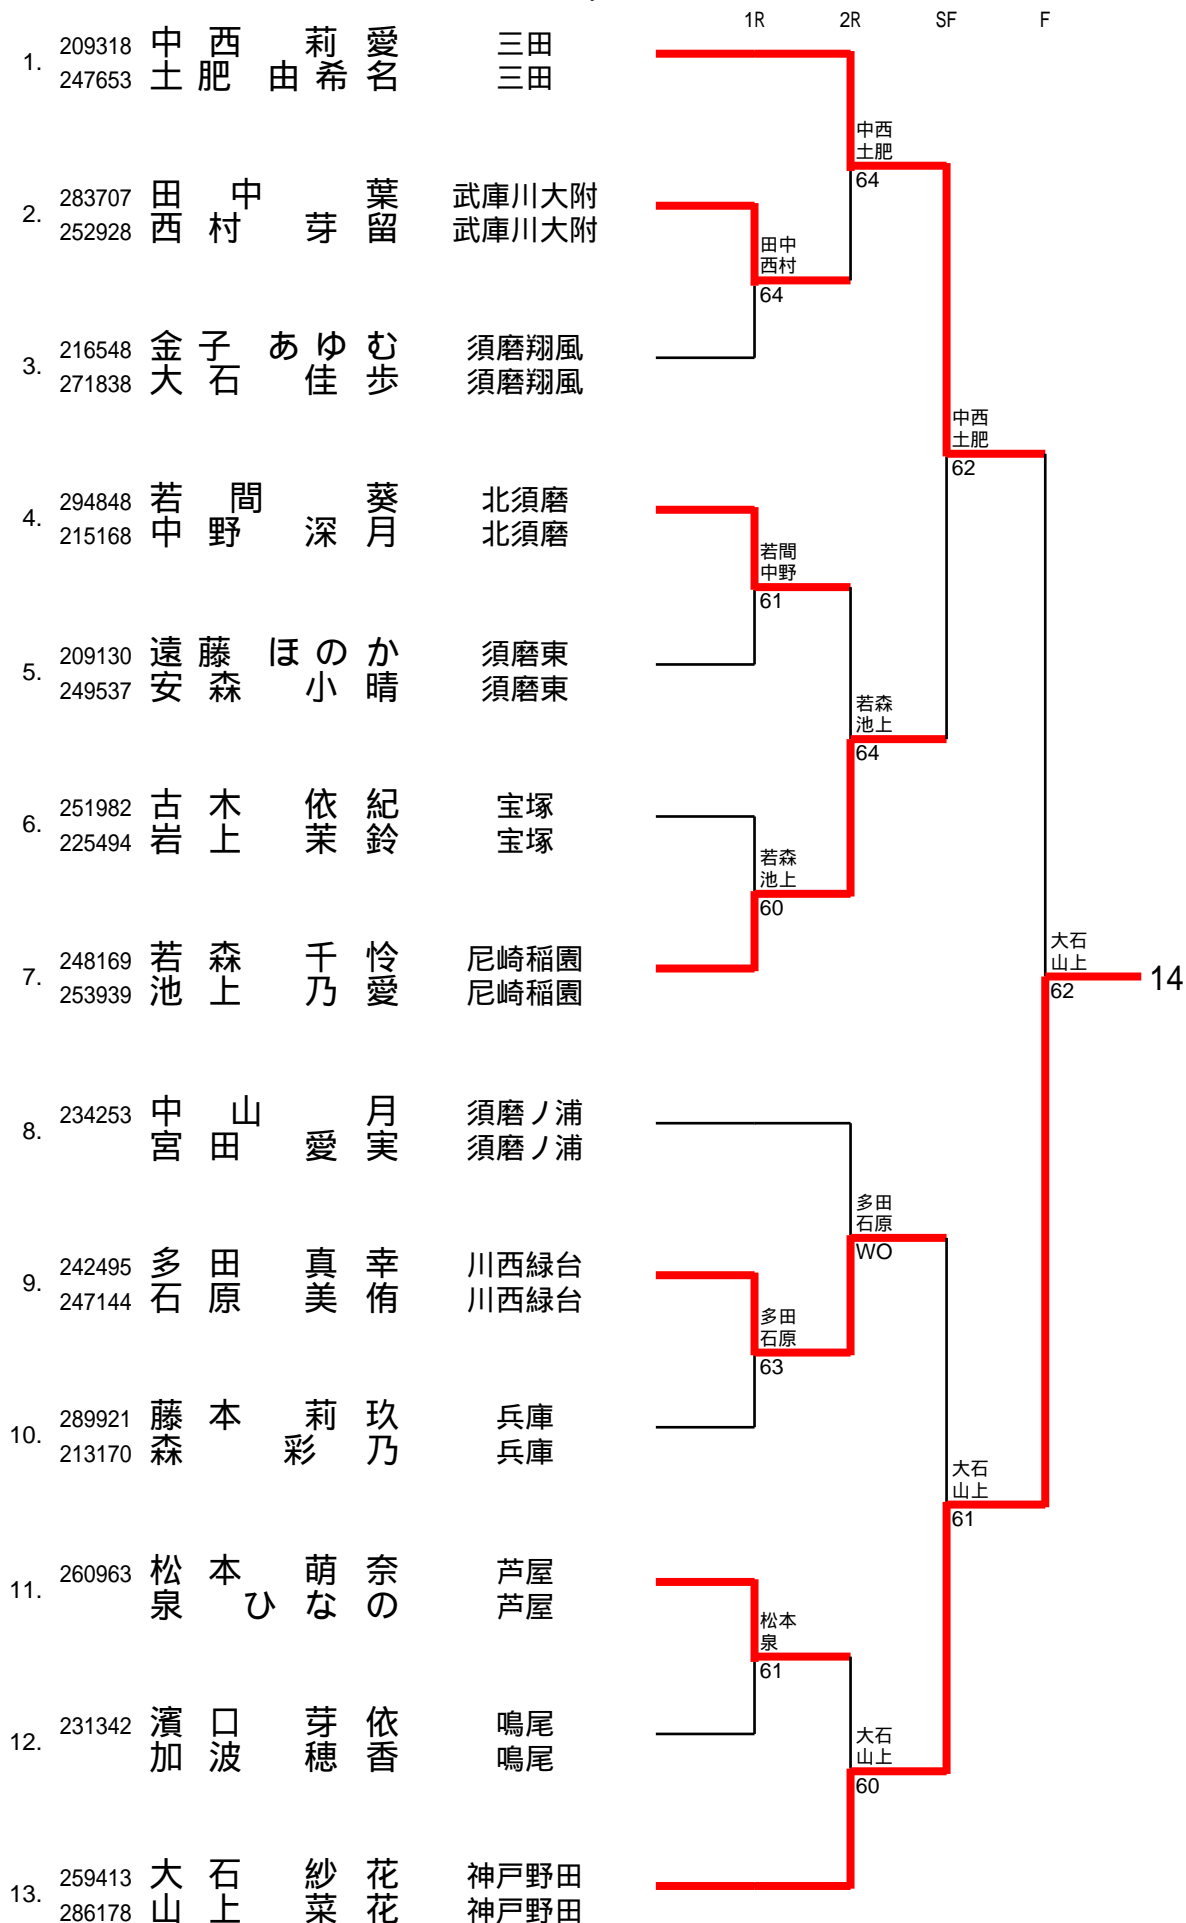 1R 2R SF F
1. 209318 中西 莉愛 三田
247653 土肥 由希名 三田
中西
土肥
64
2. 283707 田中 葉 武庫川大附
252928 西村 芽留 武庫川大附
田中
西村
64
3. 216548 金子 あゆむ 須磨翔風
271838 大石 佳歩 須磨翔風
中西
土肥
62
4. 294848 若間 葵 北須磨
215168 中野 深月 北須磨
若間
中野
61
5. 209130 遠藤 ほのか 須磨東
249537 安森 小晴 須磨東
若森
池上
64
6. 251982 古木 依紀 宝塚
225494 岩上 茉鈴 宝塚
若森
池上
60
7. 248169 若森 千怜 尼崎稲園
253939 池上 乃愛 尼崎稲園
大石
山上
62
14
8. 234253 中山 月 須磨ノ浦
宮田 愛実 須磨ノ浦
多田
石原
WO
9. 242495 多田 真幸 川西緑台
247144 石原 美侑 川西緑台
多田
石原
63
10. 289921 藤本 莉玖 兵庫
213170 森 彩乃 兵庫
大石
山上
61
11. 260963 松本 萌奈 芦屋
泉 ひなの 芦屋
松本
泉
61
12. 231342 濱口 芽依 鳴尾
加波 穂香 鳴尾
大石
山上
60
13. 259413 大石 紗花 神戸野田
286178 山上 菜花 神戸野田